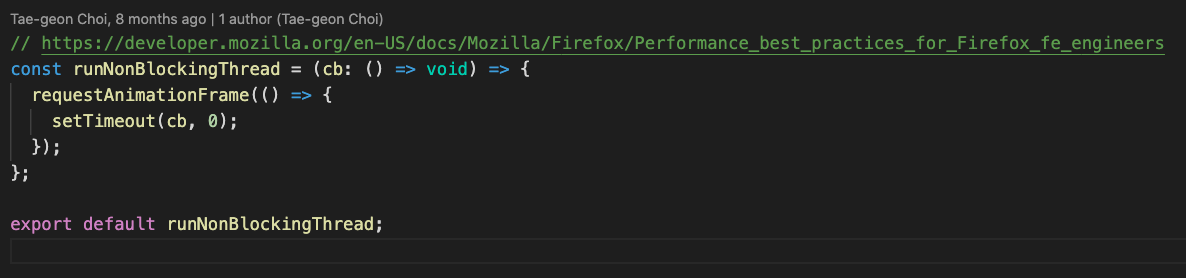 Tae-geon Choi, 8 months ago | 1 author (Tae-geon Choi)
// https://developer.mozilla.org/en-US/docs/Mozilla/Firefox/Performance_best_practices_for_Firefox_fe_engineers
const runNonBlockingThread = (cb: () => void) => {
  requestAnimationFrame(() => {
    setTimeout(cb, 0);
  });
};

export default runNonBlockingThread;